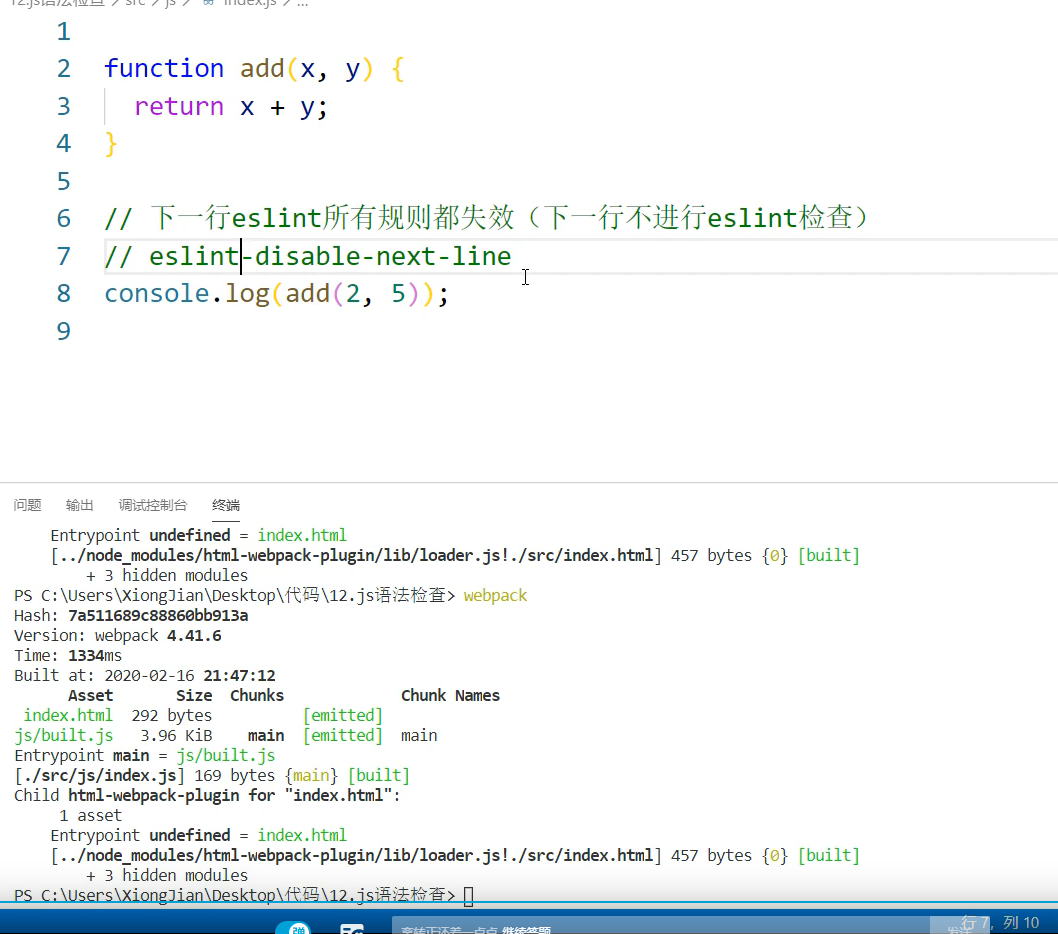 12.js语法检查 > src > js > index.js > ...
1
2 function add(x, y) {
3 return x + y;
4 }
5
6 // 下一行eslint所有规则都失效（下一行不进行eslint检查）
7 // eslint-disable-next-line
8 console.log(add(2, 5));
9
问题 输出 调试控制台 终端
Entrypoint undefined = index.html
[../node_modules/html-webpack-plugin/lib/loader.js!./src/index.html] 457 bytes {0} [built]
+ 3 hidden modules
PS C:\Users\XiongJian\Desktop\代码\12.js语法检查> webpack
Hash: 7a511689c88860bb913a
Version: webpack 4.41.6
Time: 1334ms
Built at: 2020-02-16 21:47:12
Asset Size Chunks Chunk Names
index.html 292 bytes [emitted]
js/built.js 3.96 KiB main [emitted] main
Entrypoint main = js/built.js
[./src/js/index.js] 169 bytes {main} [built]
Child html-webpack-plugin for "index.html":
1 asset
Entrypoint undefined = index.html
[../node_modules/html-webpack-plugin/lib/loader.js!./src/index.html] 457 bytes {0} [built]
+ 3 hidden modules
PS C:\Users\XiongJian\Desktop\代码\12.js语法检查>
弹 行 7, 列 10
继续答题 发送